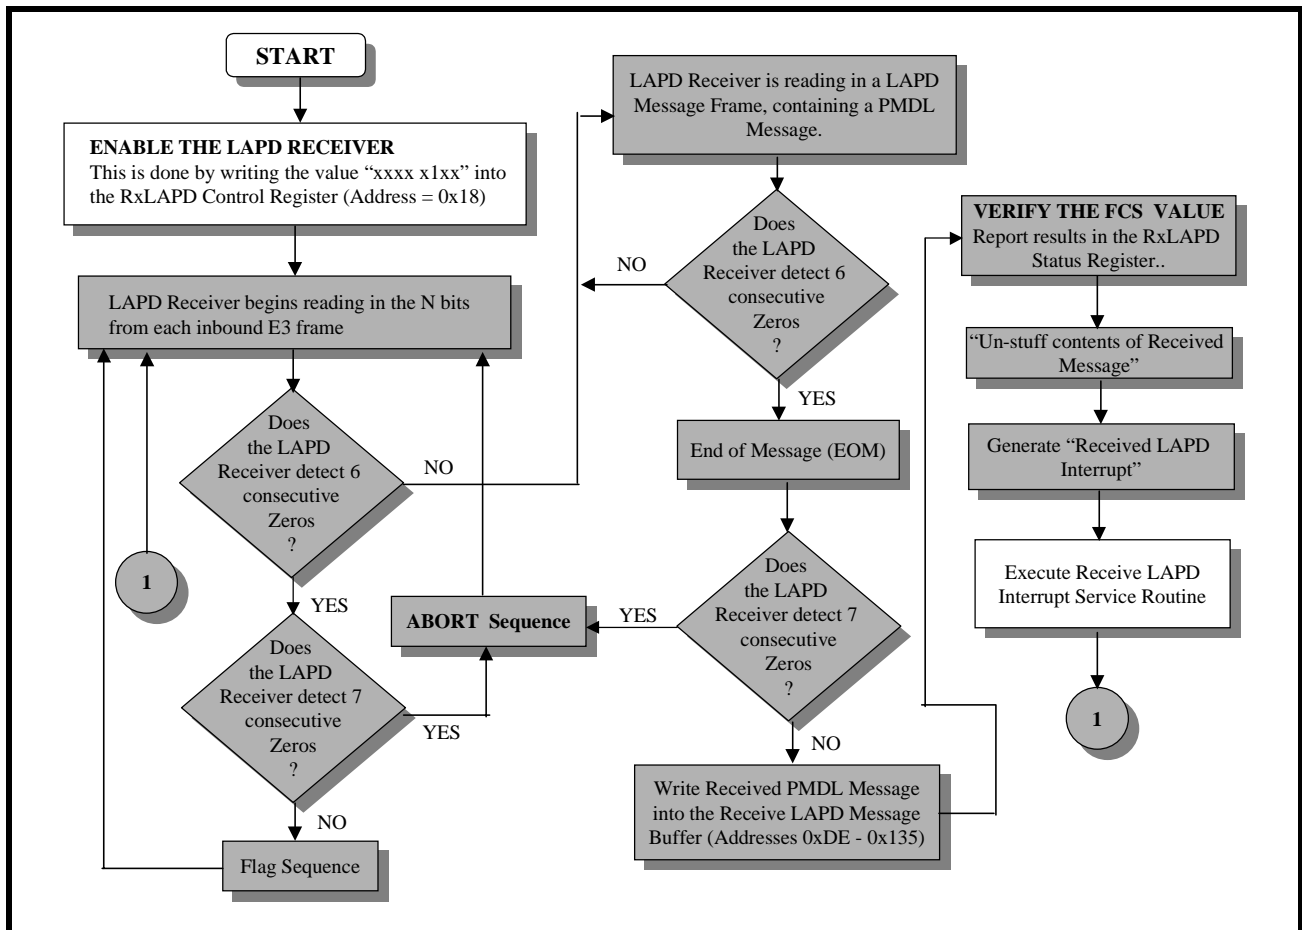 START
ENABLE THE LAPD RECEIVER
This is done by writing the value “xxxx x1xx” into
the RxLAPD Control Register (Address = 0x18)
LAPD Receiver begins reading in the N bits
from each inbound E3 frame
Does
the LAPD
Receiver detect 6
consecutive
Zeros
?
NO
YES
1
Does
the LAPD
Receiver detect 7
consecutive
Zeros
?
YES
NO
Flag Sequence
ABORT Sequence
LAPD Receiver is reading in a LAPD
Message Frame, containing a PMDL
Message.
Does
the LAPD
Receiver detect 6
consecutive
Zeros
?
NO
YES
End of Message (EOM)
Does
the LAPD
Receiver detect 7
consecutive
Zeros
?
YES
NO
Write Received PMDL Message
into the Receive LAPD Message
Buffer (Addresses 0xDE - 0x135)
VERIFY THE FCS VALUE
Report results in the RxLAPD
Status Register..
“Un-stuff contents of Received
Message”
Generate “Received LAPD
Interrupt”
Execute Receive LAPD
Interrupt Service Routine
1